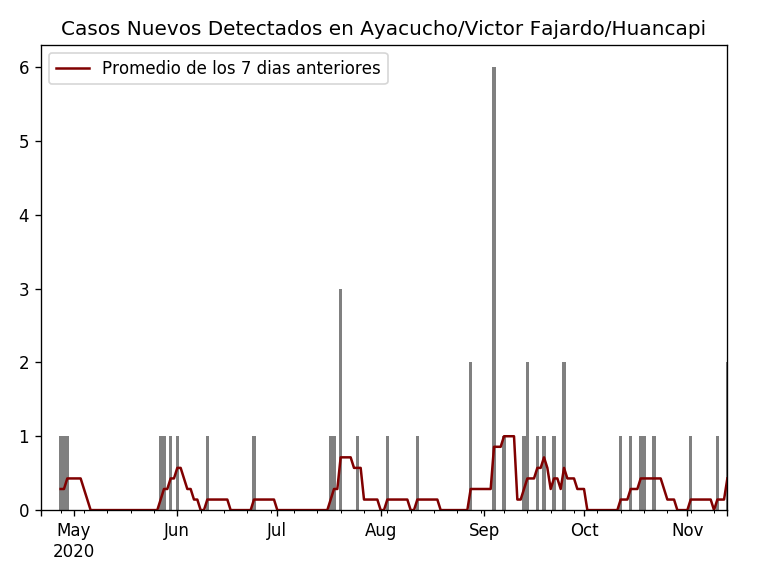 Casos Nuevos Detectados en Ayacucho/Victor Fajardo/Huancapi
Promedio de los 7 dias anteriores
6
5
4
3
2
1
0
May Jun Jul Aug Sep Oct Nov
2020